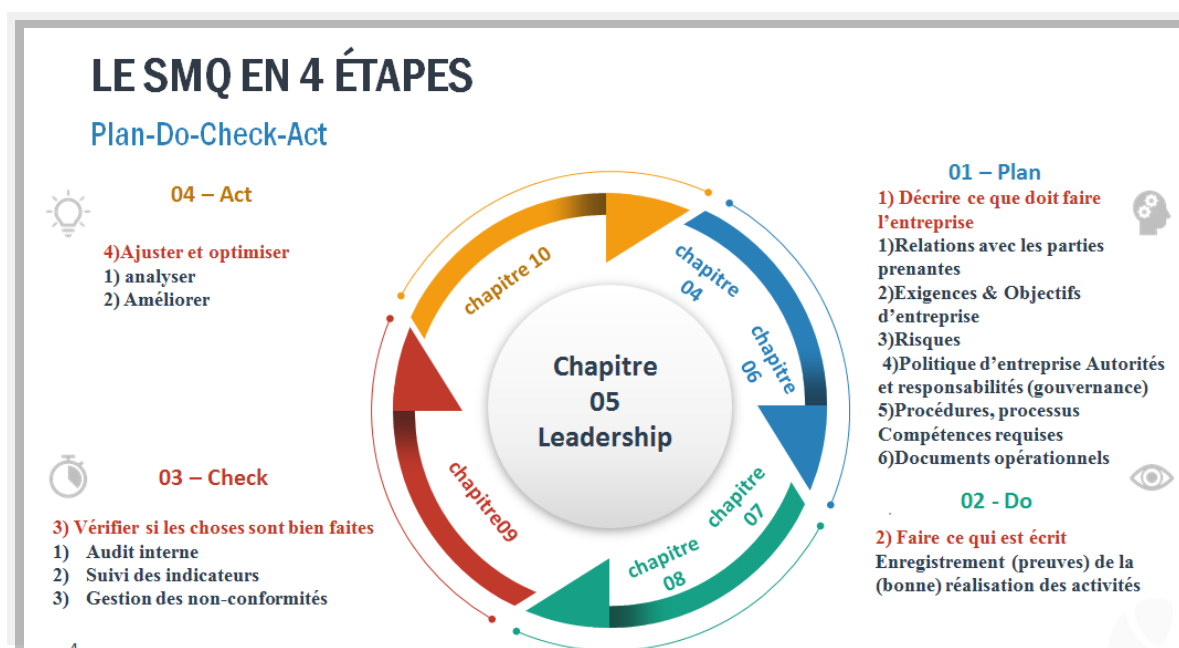 LE SMQ EN 4 ÉTAPES
Plan-Do-Check-Act
04 – Act
4)Ajuster et optimiser
1) analyser
2) Améliorer
01 – Plan
1) Décrire ce que doit faire
l’entreprise
1)Relations avec les parties
prenantes
2)Exigences & Objectifs
d’entreprise
3)Risques
4)Politique d’entreprise Autorités
et responsabilités (gouvernance)
5)Procédures, processus
Compétences requises
6)Documents opérationnels
chapitre 10
chapitre
04
chapitre
06
Chapitre
05
Leadership
chapitre
07
chapitre
08
chapitre09
03 – Check
3) Vérifier si les choses sont bien faites
1) Audit interne
2) Suivi des indicateurs
3) Gestion des non-conformités
02 - Do
2) Faire ce qui est écrit
Enregistrement (preuves) de la
(bonne) réalisation des activités